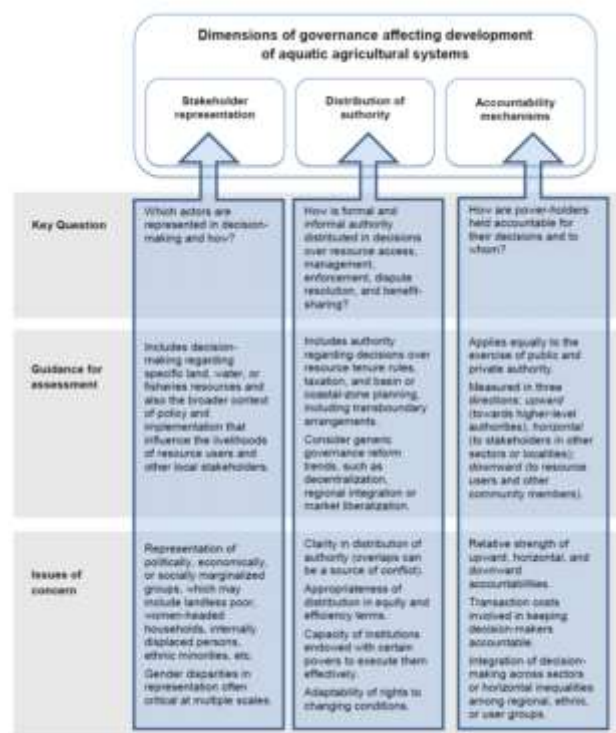 Dimensions of governance affecting development
of aquatic agricultural systems
Stakeholder
representation
Distribution of
authority
Accountability
mechanisms
Key Question
Which actors are
represented in decision-
making and how?
How is formal and
informal authority
distributed in decisions
over resource access,
management,
enforcement, dispute
resolution, and benefit-
sharing?
How are power-holders
held accountable for
their decisions and to
whom?
Guidance for
assessment
Includes decision-
making regarding
specific land, water, or
fisheries resources and
also the broader context
of policy and
implementation that
influence the livelihoods
of resource users and
other local stakeholders.
Includes authority
regarding decisions over
resource tenure rules,
taxation, and basin or
coastal-zone planning,
including transboundary
arrangements.
Consider generic
governance reform
trends, such as
decentralization,
regional integration or
market liberalization.
Applies equally to the
exercise of public and
private authority.
Measured in three
directions: upward
(towards higher-level
authorities), horizontal
(to stakeholders in other
sectors or localities);
downward (to resource
users and other
community members).
Issues of
concern
Representation of
politically, economically,
or socially marginalized
groups, which may
include landless poor,
women-headed
households, internally
displaced persons,
ethnic minorities, etc.
Gender disparities in
representation often
critical at multiple scales.
Clarity in distribution of
authority (overlaps can
be a source of conflict).
Appropriateness of
distribution in equity and
efficiency terms.
Capacity of institutions
endowed with certain
powers to execute them
effectively.
Adaptability of rights to
changing conditions.
Relative strength of
upward, horizontal, and
downward
accountabilities.
Transaction costs
involved in keeping
decision-makers
accountable.
Integration of decision-
making across sectors
or horizontal inequalities
among regional, ethnic,
or user groups.